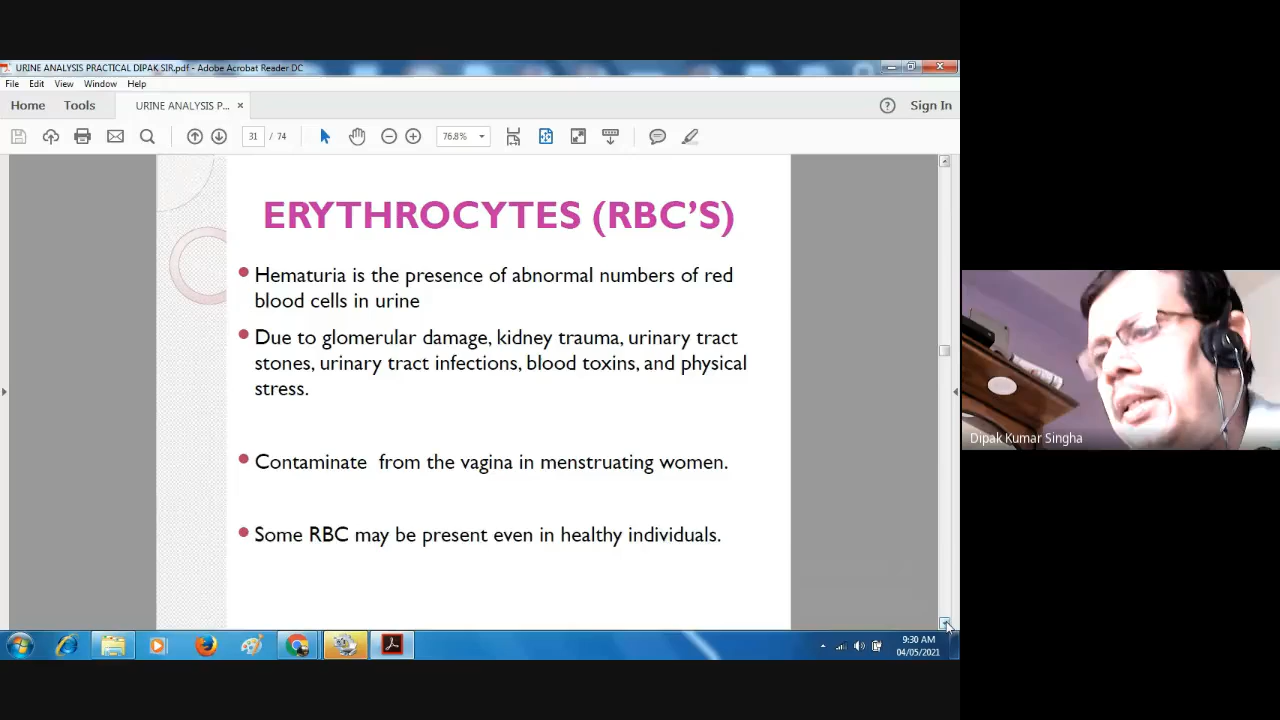 URINE ANALYSIS PRACTICAL DIPAK SIR.pdf - Adobe Acrobat Reader DC
File Edit View Window Help
Home Tools URINE ANALYSIS P... × ? Sign In
31 / 74 76.8%
ERYTHROCYTES (RBC’S)
Hematuria is the presence of abnormal numbers of red
blood cells in urine
Due to glomerular damage, kidney trauma, urinary tract
stones, urinary tract infections, blood toxins, and physical
stress.
Contaminate from the vagina in menstruating women.
Some RBC may be present even in healthy individuals.
Dipak Kumar Singha
9:30 AM
04/05/2021